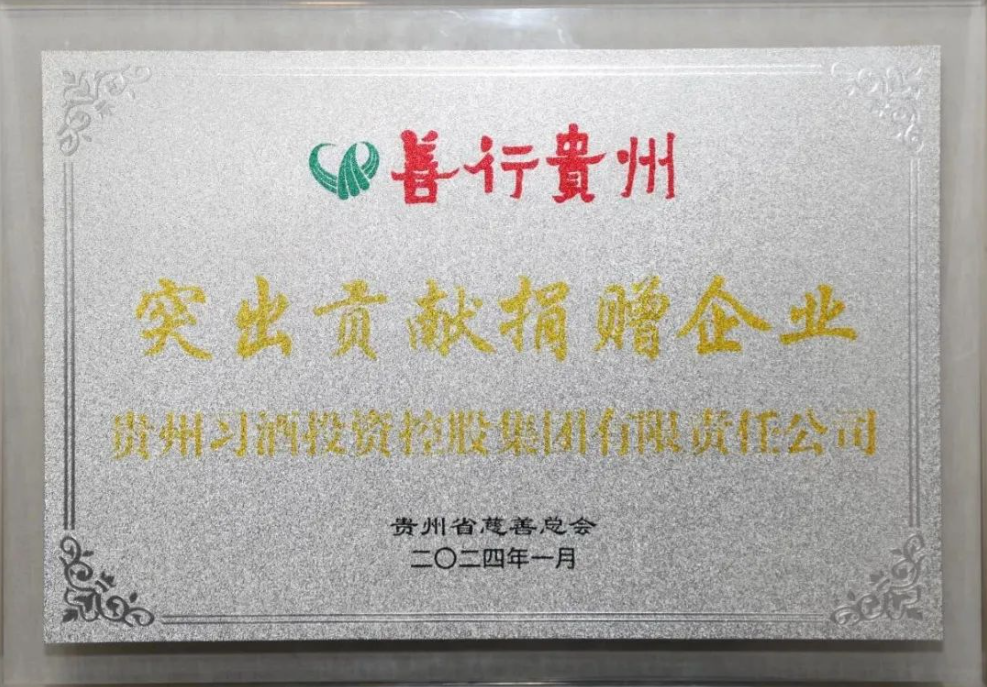 善行貴州
突出贡献捐赠企业
贵州习酒投资控股集团有限责任公司
贵州省慈善总会
二〇二四年一月